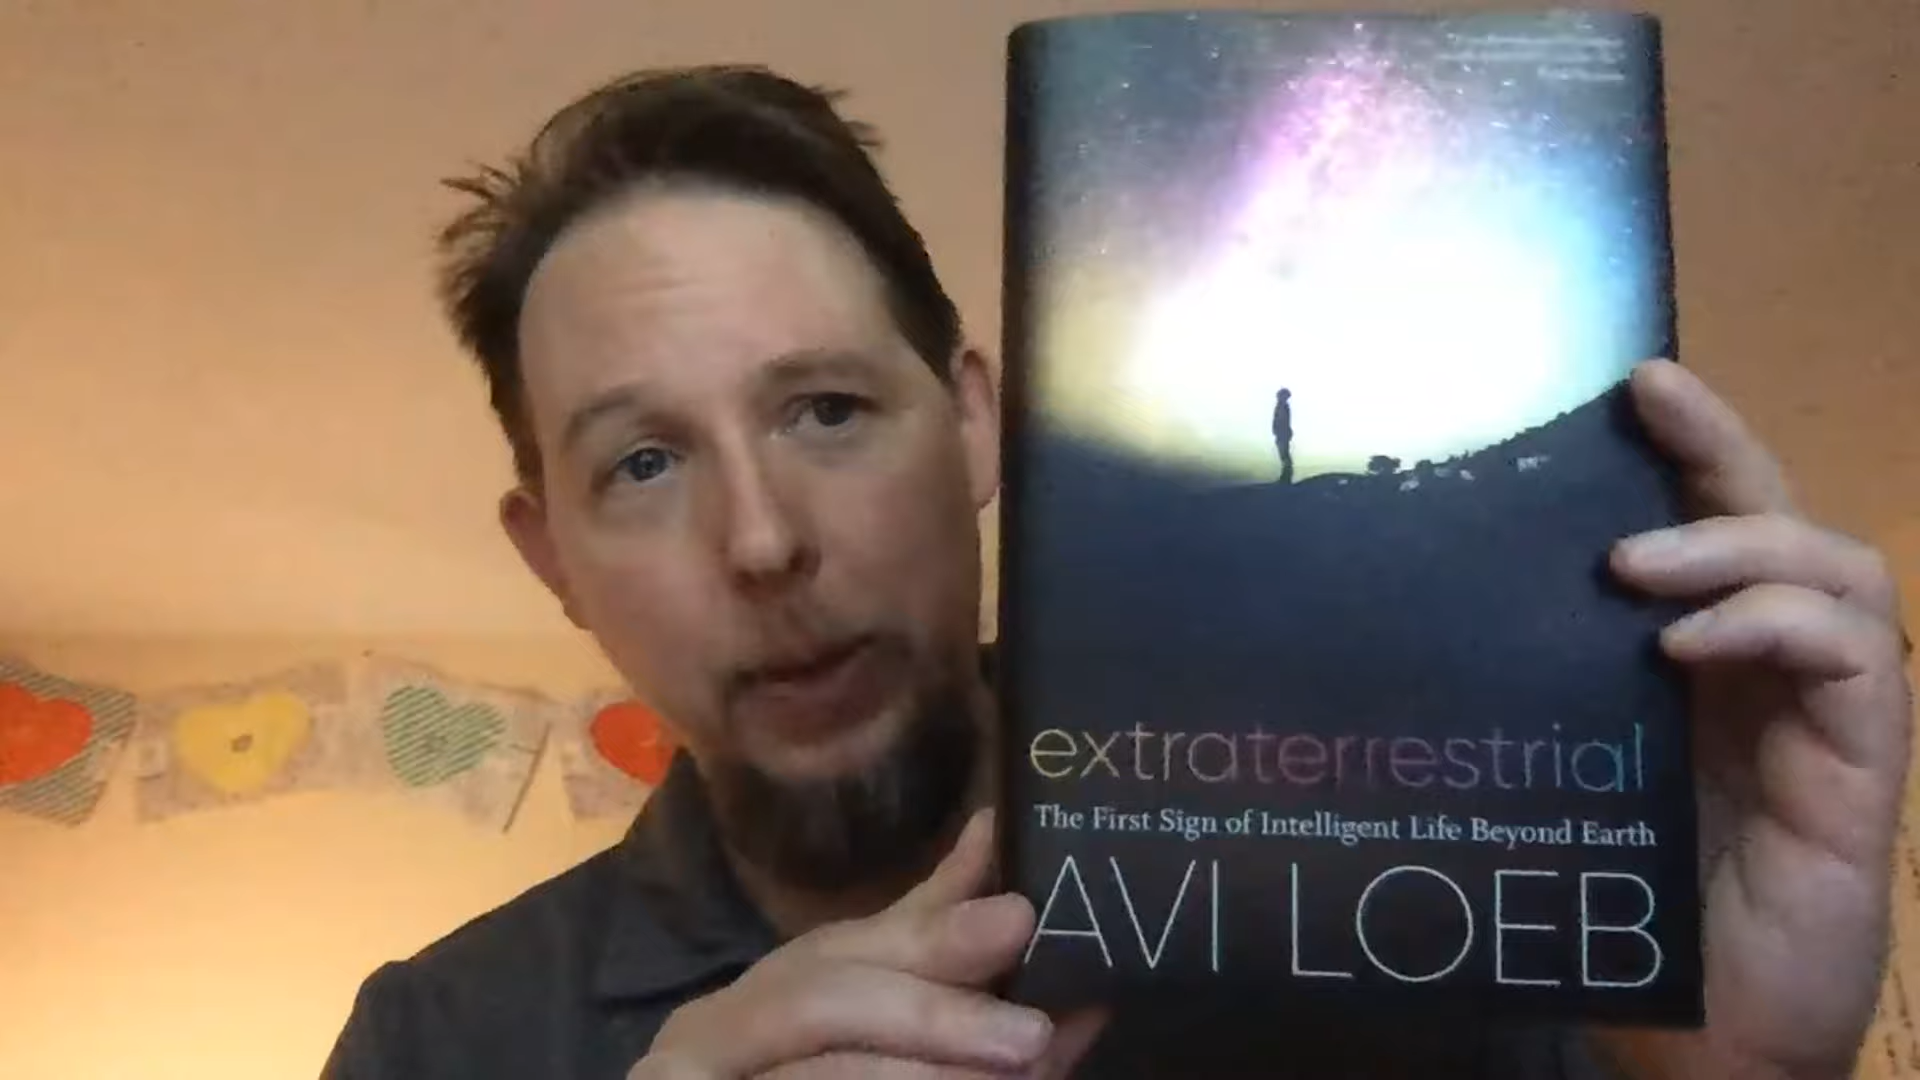 extraterrestrial
The First Sign of Intelligent Life Beyond Earth
AVI LOEB